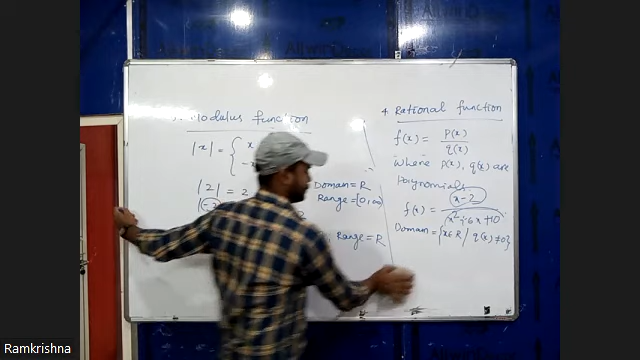 Modulus function
|x| = { x
|2| = 2
Domain = R
Range = [0, ∞)
Range = R
4 Rational function
f(x) = p(x) / q(x)
where p(x), q(x) are
polynomials
f(x) = x-2 / x²+6x+10
Domain = {x∈R / q(x) ≠ 0}
Ramkrishna